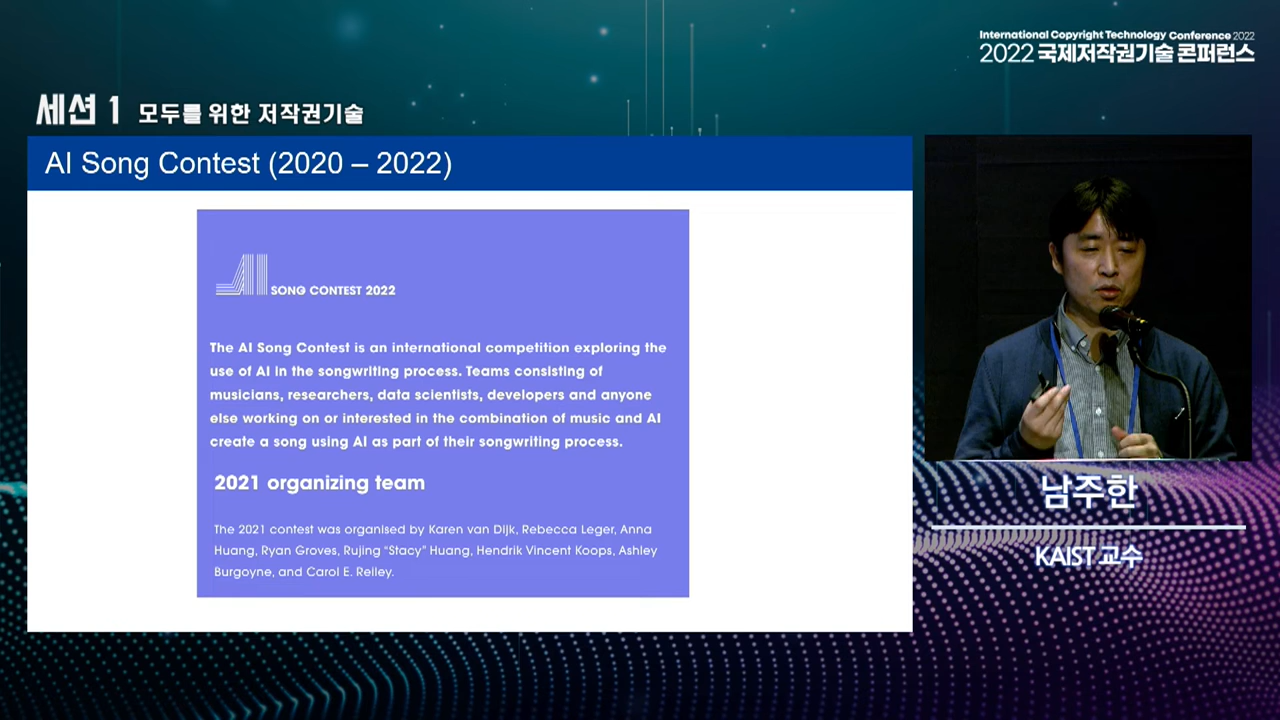 International Copyright Technology Conference 2022
2022 국제저작권기술 콘퍼런스
세션 1 모두를 위한 저작권기술
AI Song Contest (2020 – 2022)
AI SONG CONTEST 2022
The AI Song Contest is an international competition exploring the
use of AI in the songwriting process. Teams consisting of
musicians, researchers, data scientists, developers and anyone
else working on or interested in the combination of music and AI
create a song using AI as part of their songwriting process.
2021 organizing team
The 2021 contest was organised by Karen van Dijk, Rebecca Leger, Anna
Huang, Ryan Groves, Rujing "Stacy" Huang, Hendrik Vincent Koops, Ashley
Burgoyne, and Carol E. Reiley.
남주한
KAIST 교수